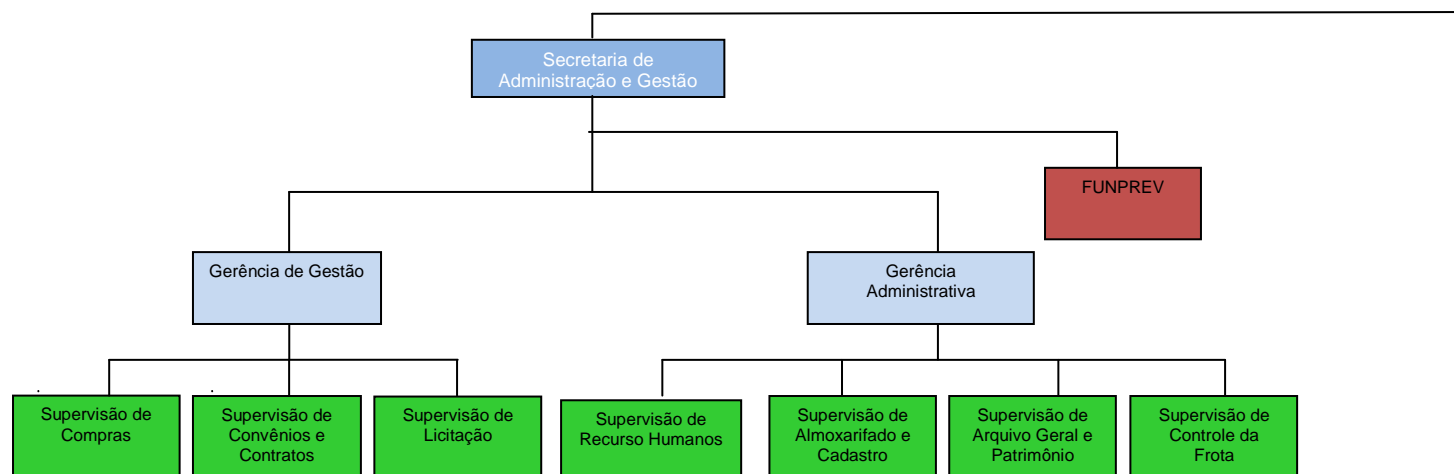 Secretaria de
Administração e Gestão
FUNPREV
Gerência de Gestão
Gerência
Administrativa
Supervisão de
Compras
Supervisão de
Convênios e
Contratos
Supervisão de
Licitação
Supervisão de
Recurso Humanos
Supervisão de
Almoxarifado e
Cadastro
Supervisão de
Arquivo Geral e
Patrimônio
Supervisão de
Controle da
Frota